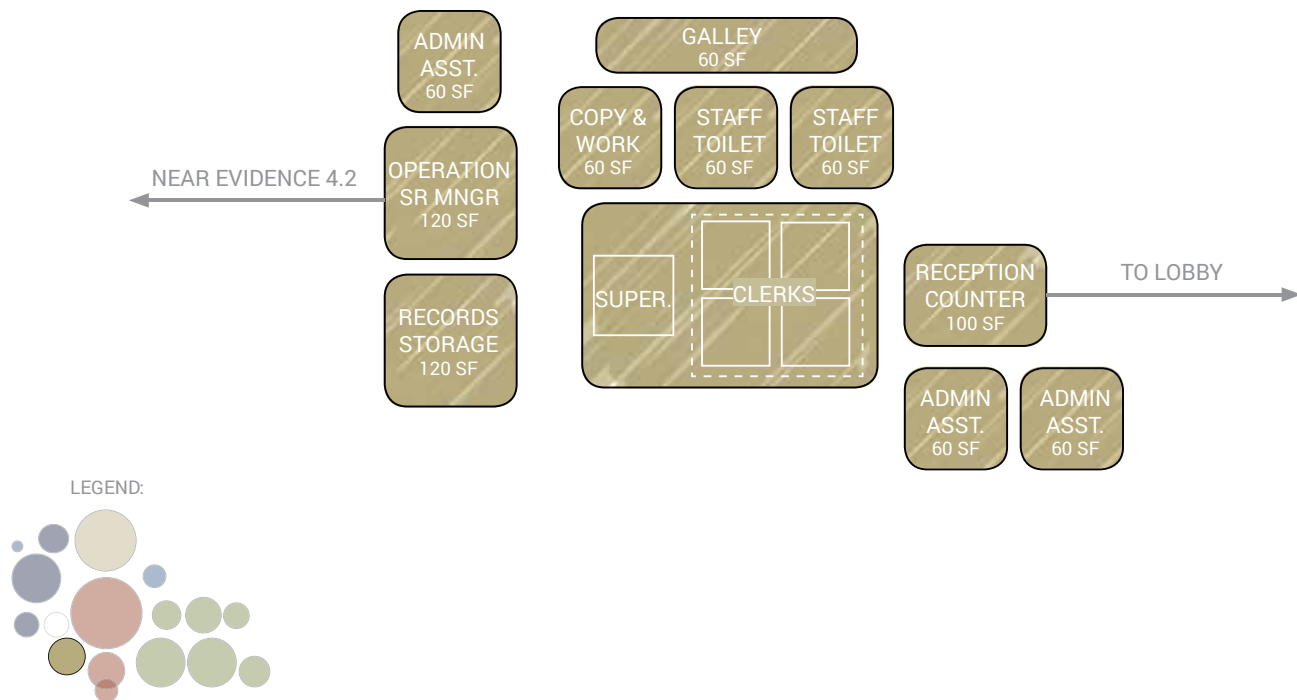 ADMIN
ASST.
60 SF
GALLEY
60 SF
COPY &
WORK
60 SF
STAFF
TOILET
60 SF
STAFF
TOILET
60 SF
NEAR EVIDENCE 4.2
OPERATION
SR MNGR
120 SF
SUPER.
CLERKS
RECEPTION
COUNTER
100 SF
TO LOBBY
RECORDS
STORAGE
120 SF
ADMIN
ASST.
60 SF
ADMIN
ASST.
60 SF
LEGEND: